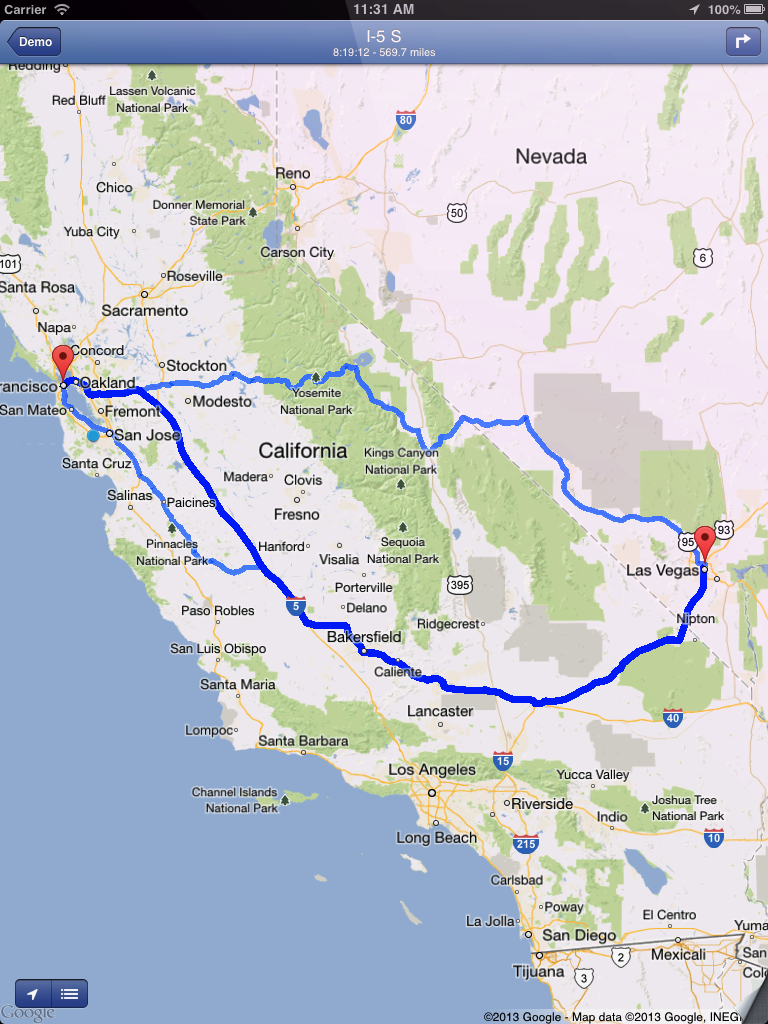 Carrier
11:31 AM
100%
Demo
I-5 S
8:19:12 - 569.7 miles
Redding
Lassen Volcanic
National Park
Red Bluff
80
Nevada
Reno
Chico
Donner Memorial
State Park
50
Yuba City
Carson City
6
101
Roseville
Santa Rosa
Sacramento
Napa
Concord
Stockton
rancisco
Oakland
Yosemite
National Park
Modesto
San Mateo
Fremont
San Jose
California
Kings Canyon
National Park
Santa Cruz
Madera
Clovis
Salinas
Paicines
Fresno
93
95
Pinnacles
National Park
Hanford
Sequoia
National Park
Visalia
Las Vegas
Porterville
395
5
Delano
Paso Robles
Nipton
Ridgecrest
Bakersfield
San Luis Obispo
Caliente
Santa Maria
Lancaster
40
Lompoc
Santa Barbara
15
Los Angeles
Yucca Valley
Channel Islands
National Park
Riverside
Joshua Tree
National Park
Indio
Long Beach
10
215
Carlsbad
Poway
La Jolla
El Centro
Yuma
San Diego
Mexicali
San
2
Tijuana
3
Col
Google
©2013 Google - Map data ©2013 Google, INEGI